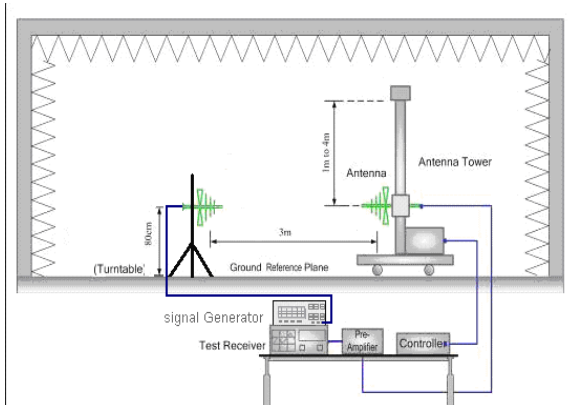 1m to 4m
Antenna
Antenna Tower
80cm
3m
(Turntable)
Ground Reference Plane
signal Generator
Test Receiver
Pre-
Amplifier
Controller